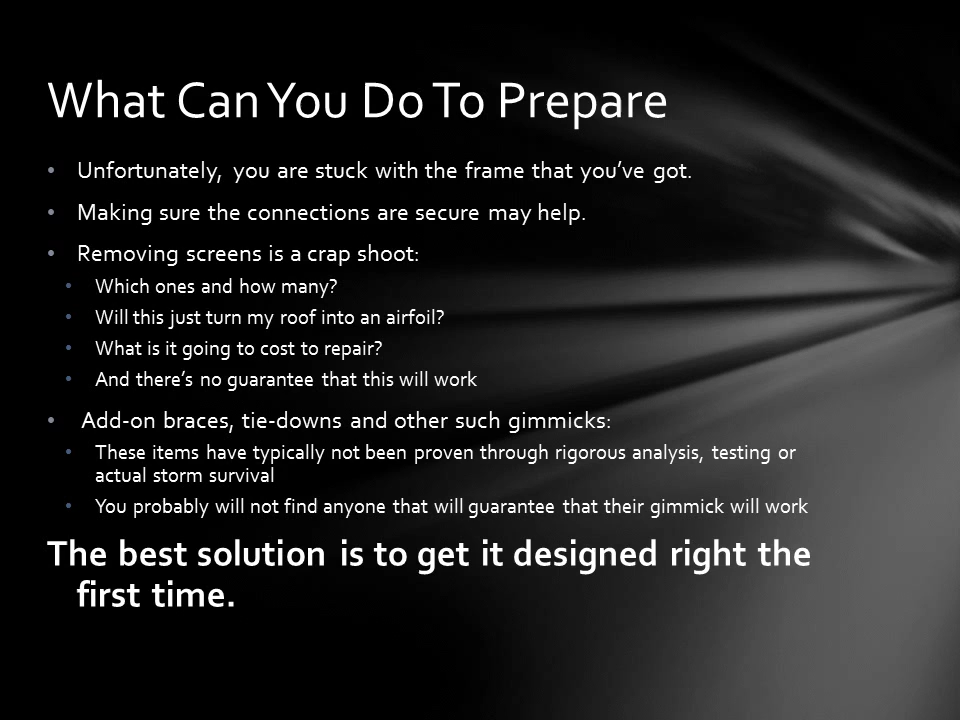 What Can You Do To Prepare
• Unfortunately, you are stuck with the frame that you’ve got.
• Making sure the connections are secure may help.
• Removing screens is a crap shoot:
• Which ones and how many?
• Will this just turn my roof into an airfoil?
• What is it going to cost to repair?
• And there’s no guarantee that this will work
• Add-on braces, tie-downs and other such gimmicks:
• These items have typically not been proven through rigorous analysis, testing or
actual storm survival
• You probably will not find anyone that will guarantee that their gimmick will work
The best solution is to get it designed right the
first time.